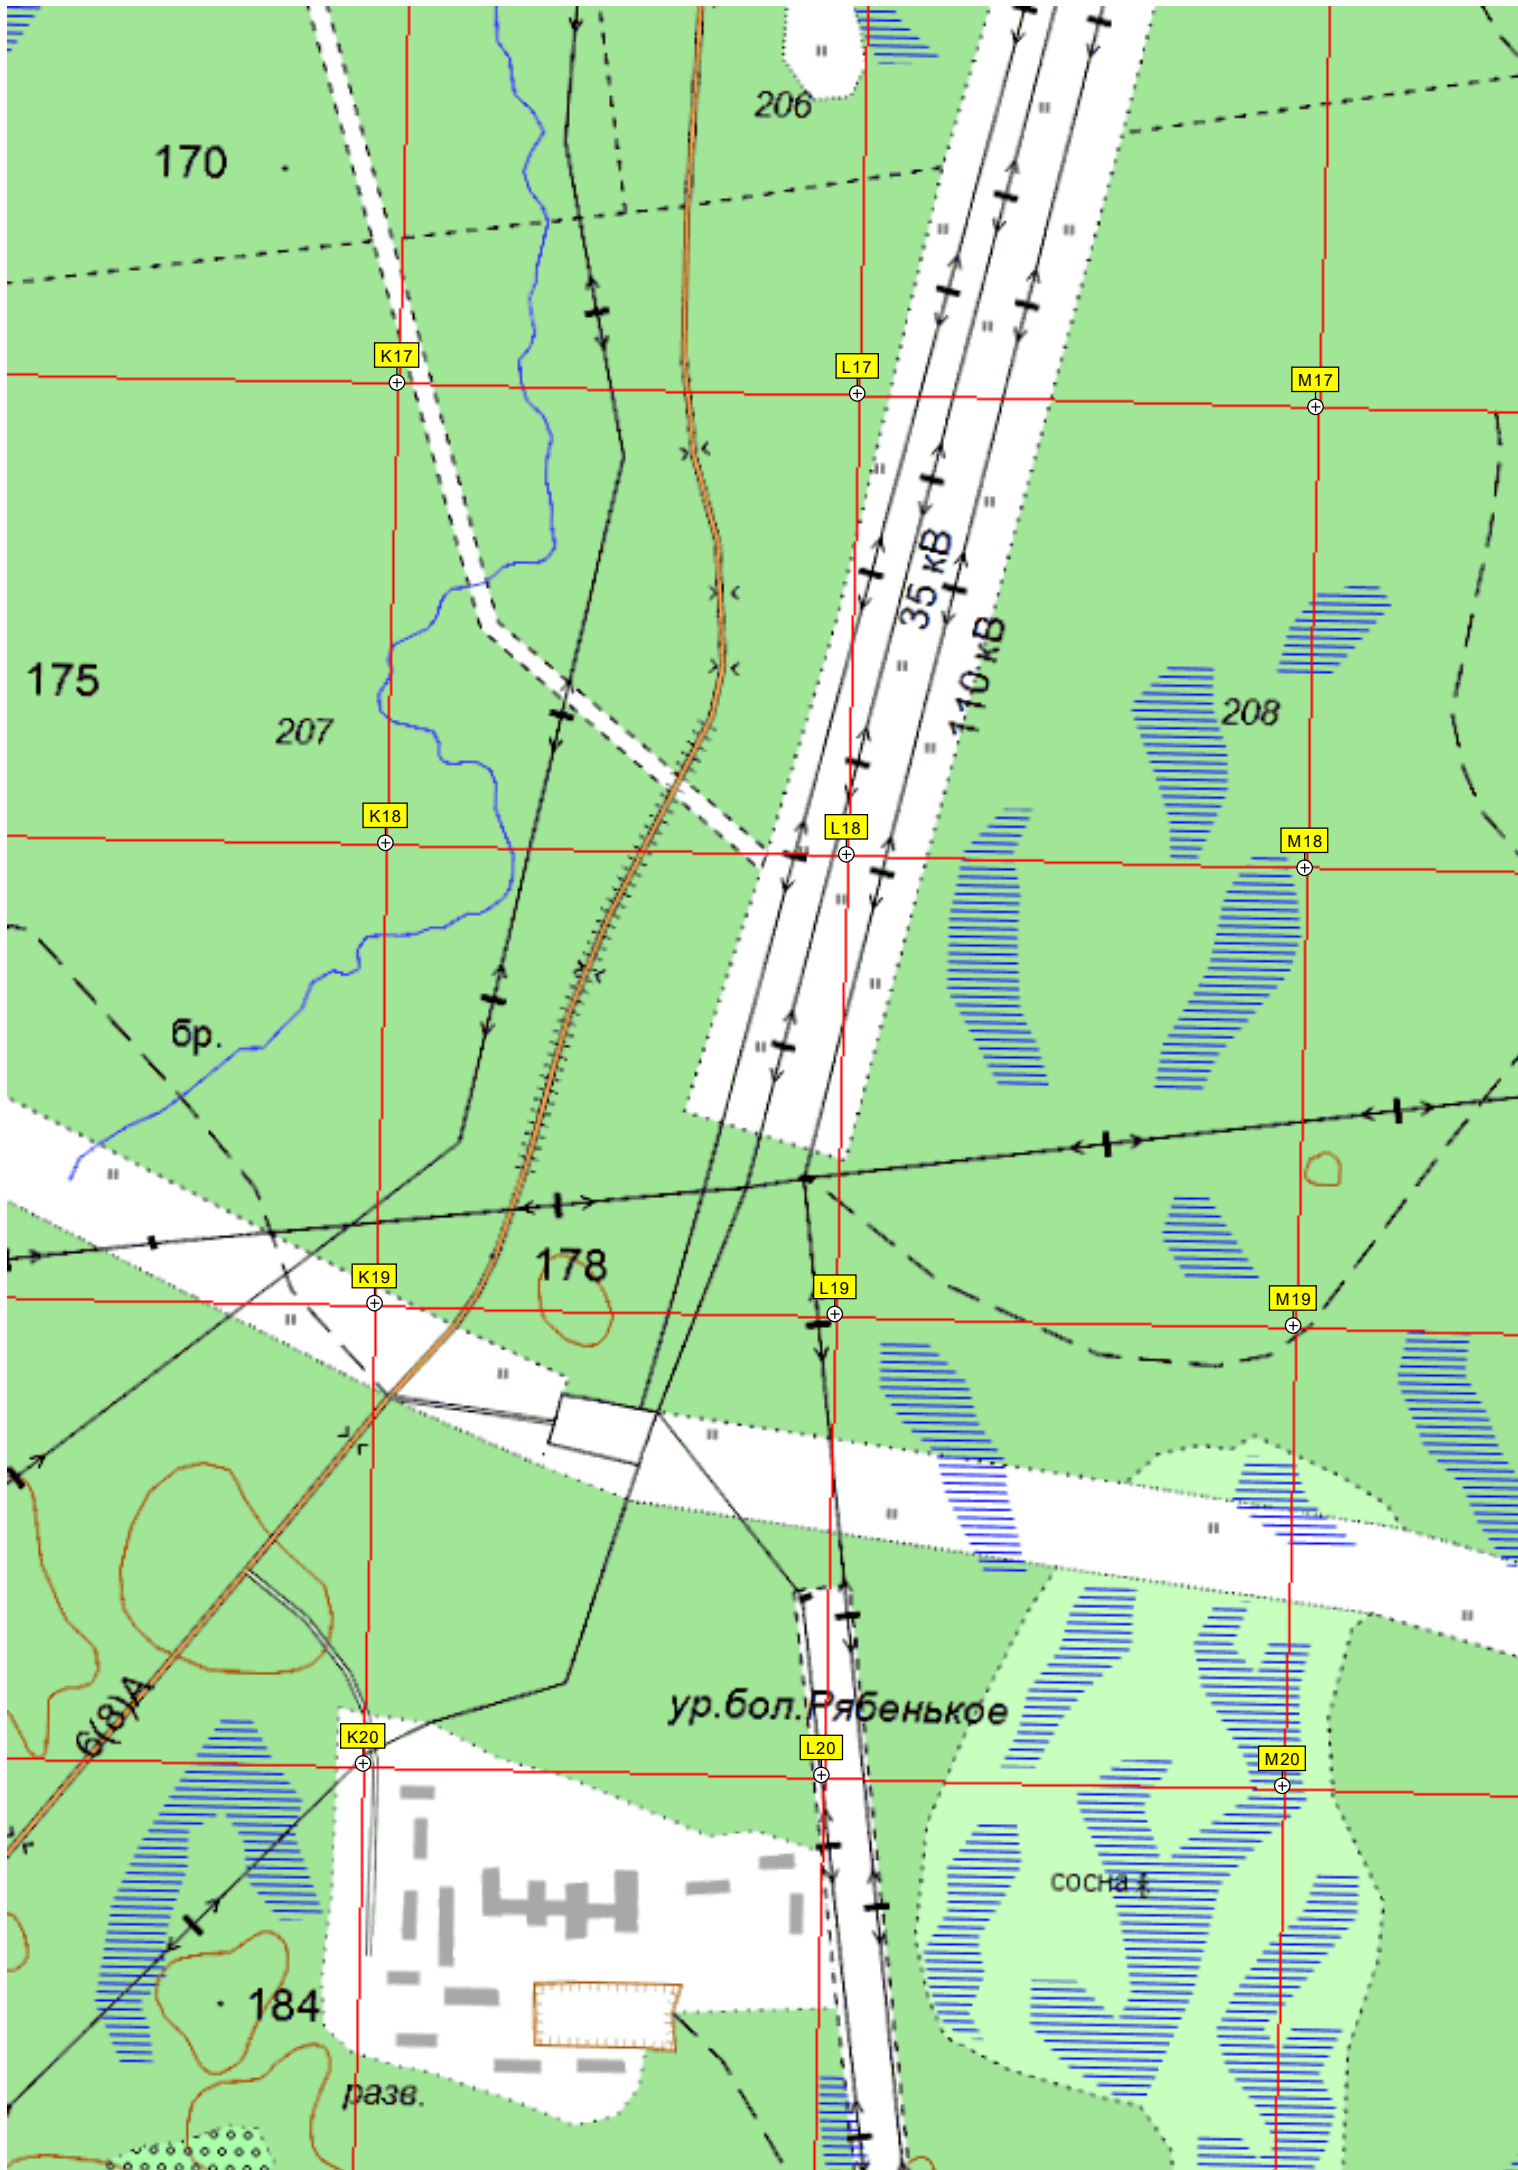 206
170
K17
L17
M17
35 кВ
110 кВ
175
207
208
K18
L18
M18
бр.
178
K19
L19
M19
6(8)А
ур.бол.Рябенькое
K20
L20
M20
сосна
184
разв.